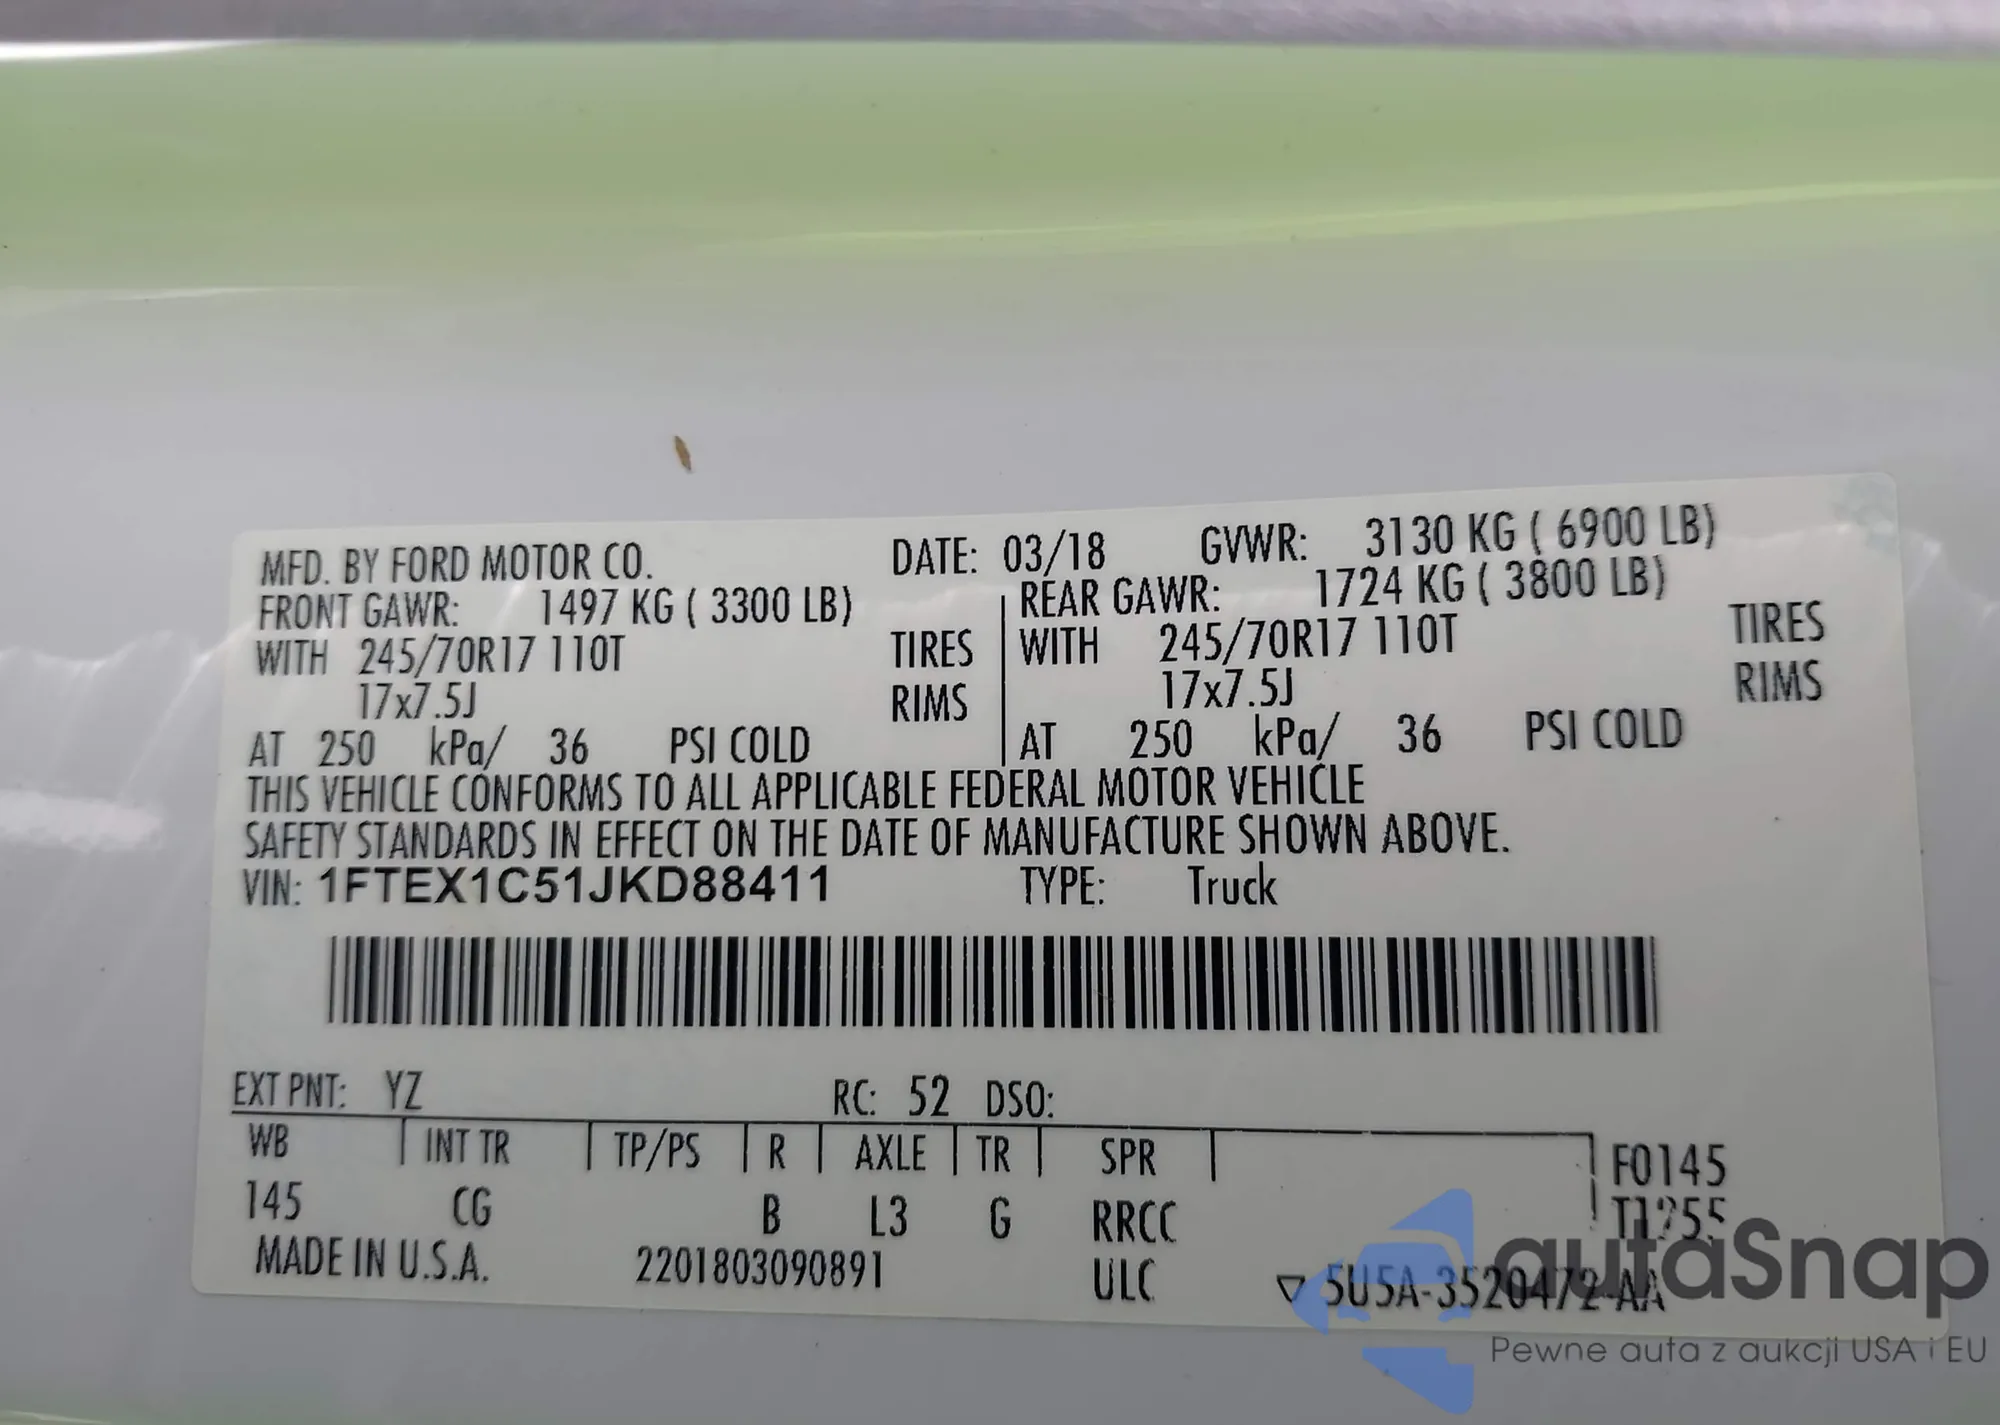 MFD. BY FORD MOTOR CO. DATE: 03/18 GVWR: 3130 KG ( 6900 LB)
FRONT GAWR: 1497 KG ( 3300 LB) REAR GAWR: 1724 KG ( 3800 LB)
WITH 245/70R17 110T TIRES WITH 245/70R17 110T TIRES
17x7.5J RIMS 17x7.5J RIMS
AT 250 kPa/ 36 PSI COLD AT 250 kPa/ 36 PSI COLD
THIS VEHICLE CONFORMS TO ALL APPLICABLE FEDERAL MOTOR VEHICLE
SAFETY STANDARDS IN EFFECT ON THE DATE OF MANUFACTURE SHOWN ABOVE.
VIN: 1FTEX1C51JKD88411 TYPE: Truck
EXT PNT: YZ RC: 52 DSO:
WB INT TR TP/PS R AXLE TR SPR F0145
145 CG B L3 G RRCC
MADE IN U.S.A. 2201803090891 ULC ▽ 5U5A-3520472-AA
autaSnap
Pewne auta z aukcji USA i EU